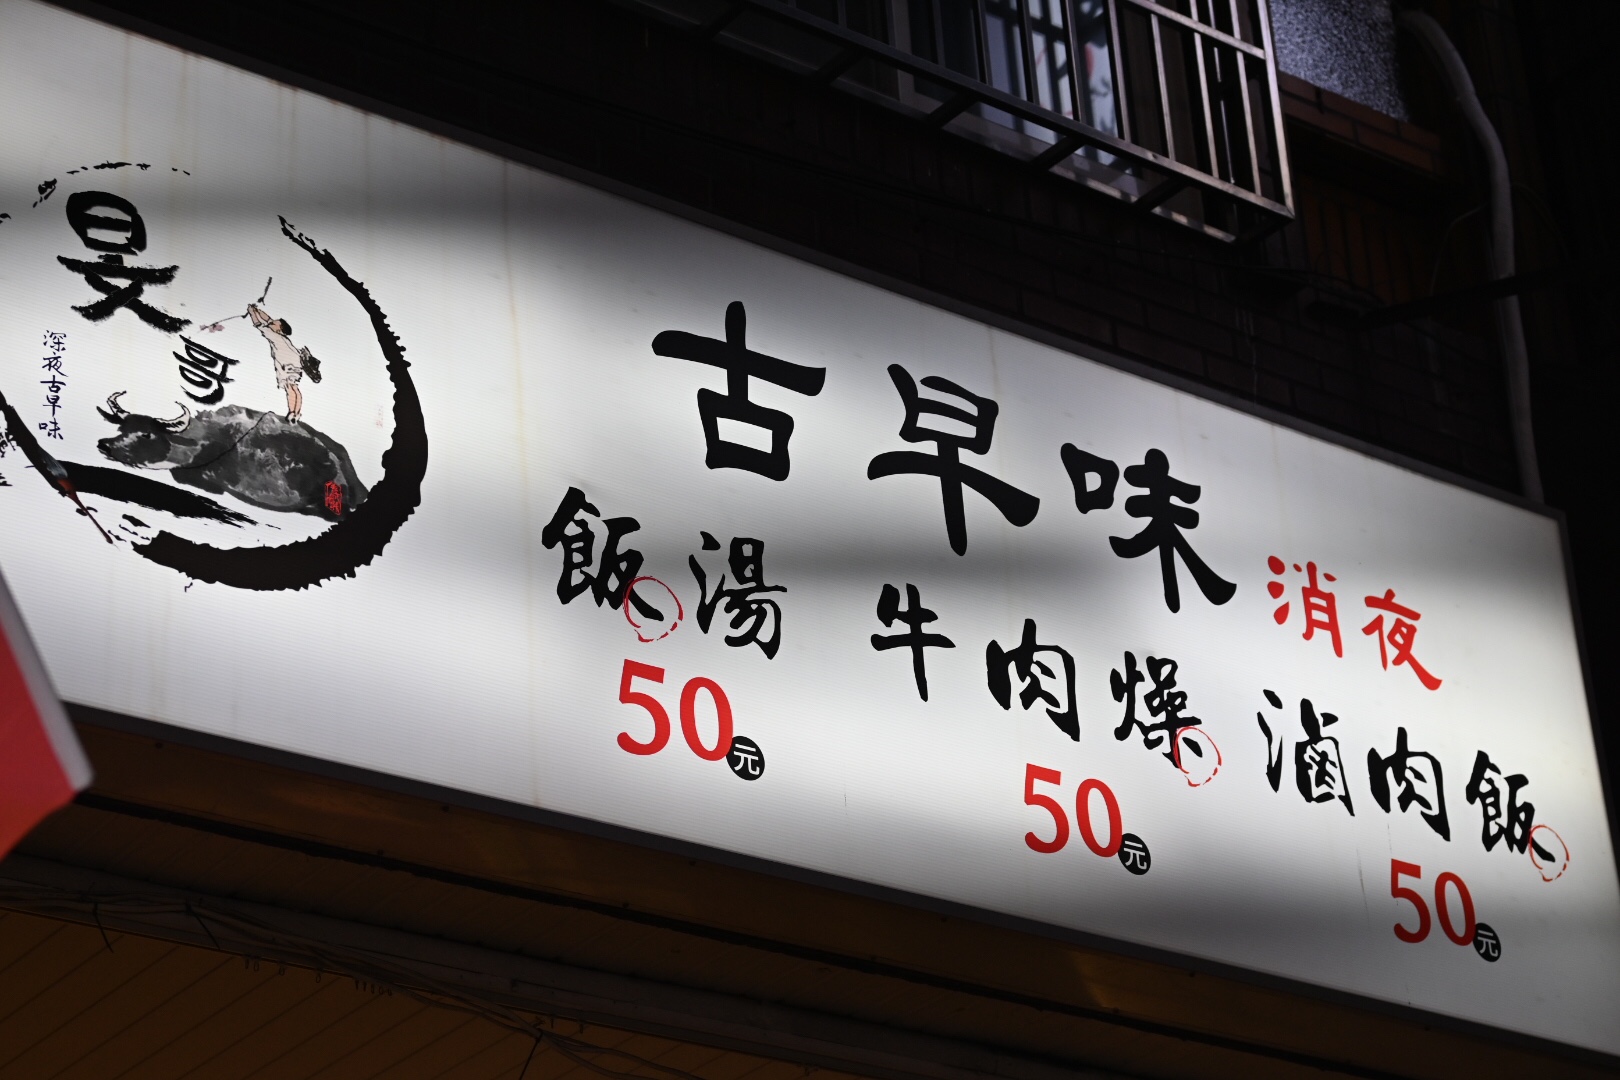 旻哥
深夜古早味
古早味
消夜
飯湯
50元
牛肉燥
50元
滷肉飯
50元